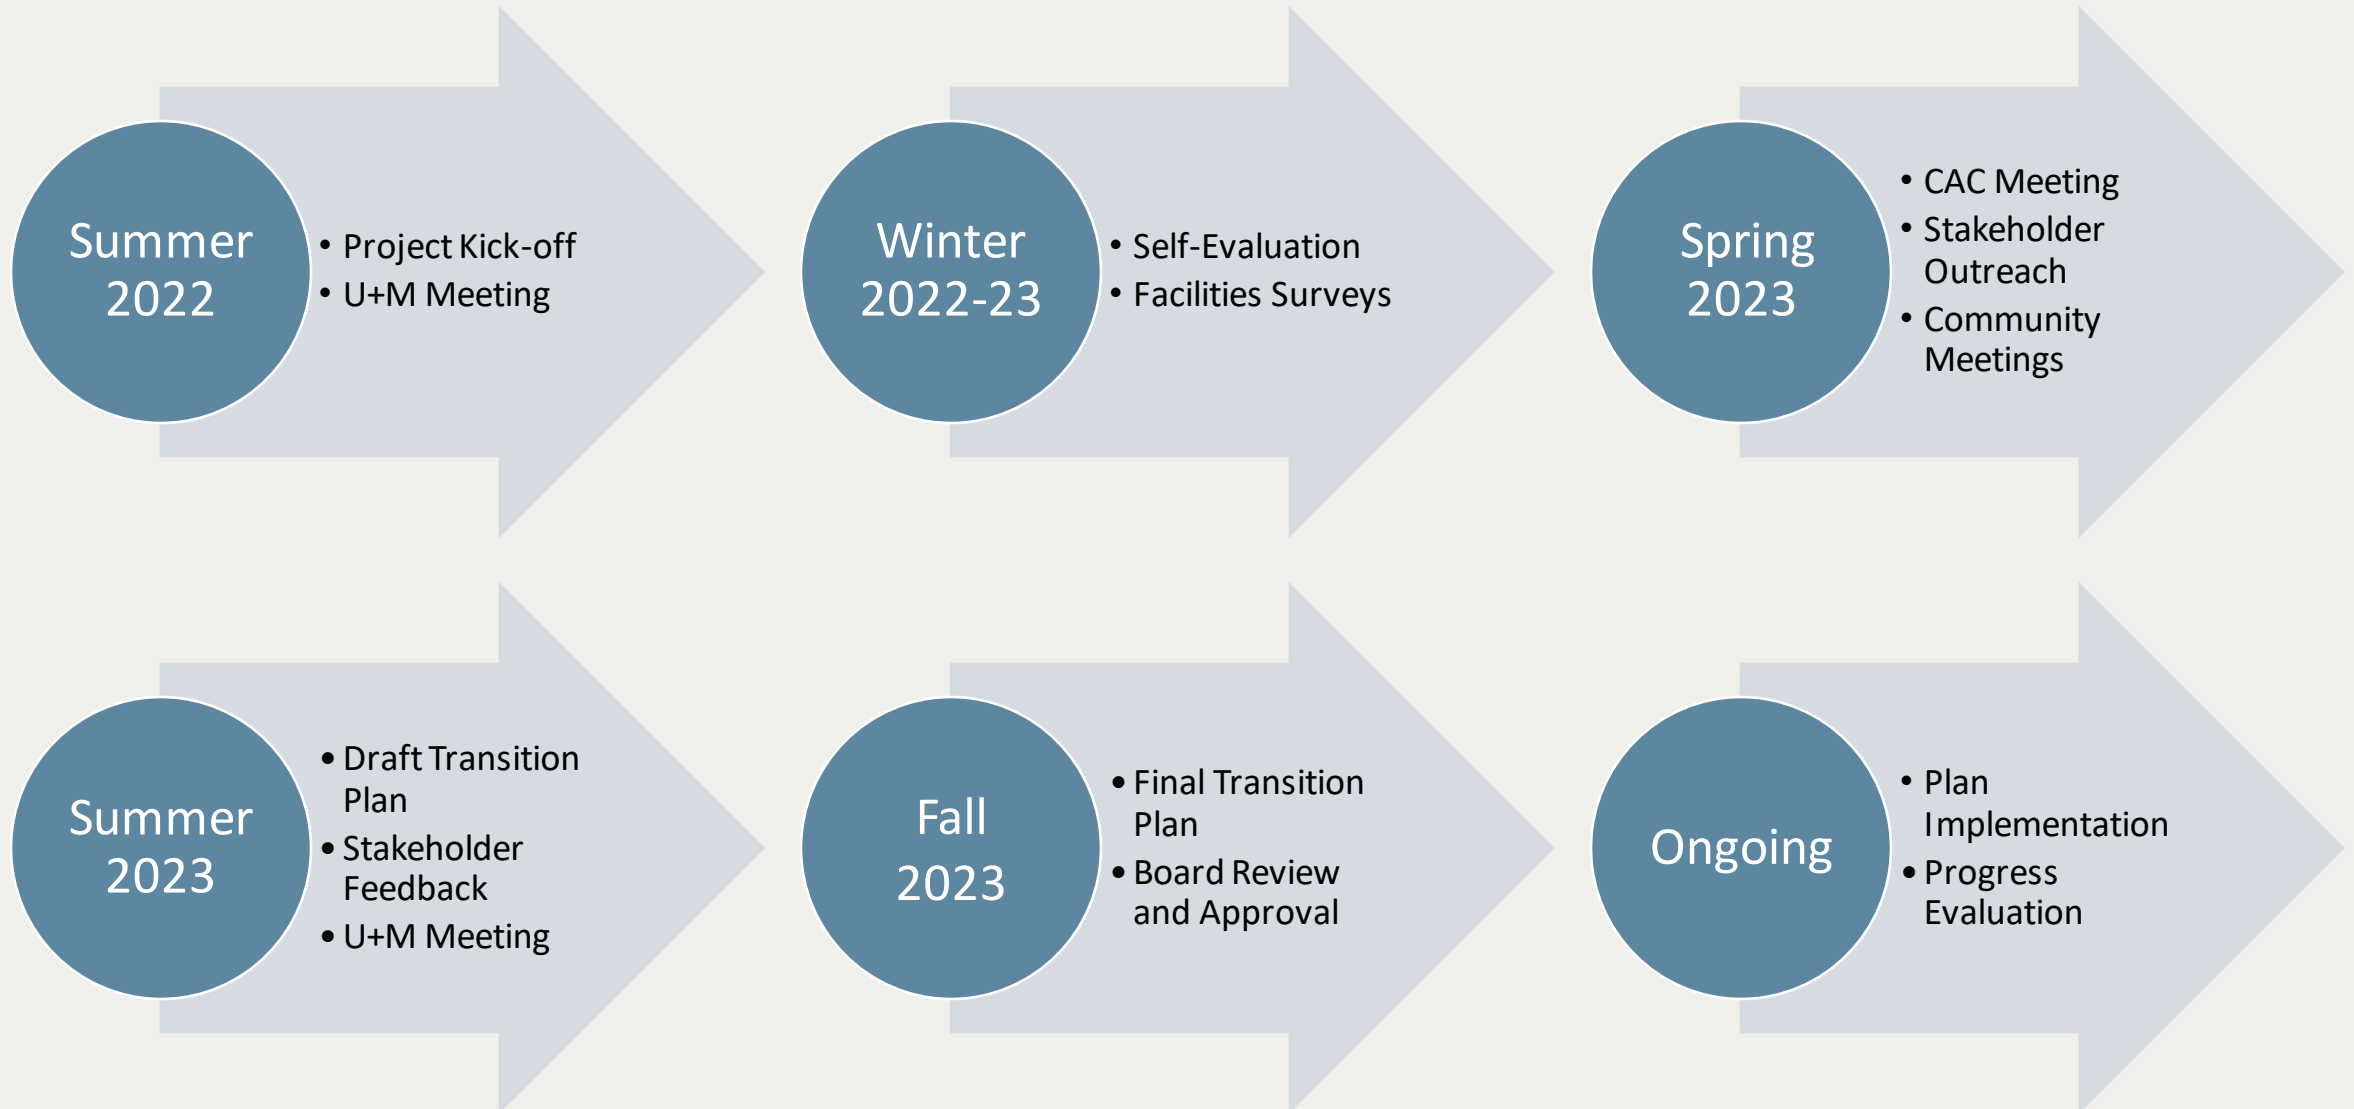 Summer
2022
• Project Kick-off
• U+M Meeting
Winter
2022-23
• Self-Evaluation
• Facilities Surveys
Spring
2023
• CAC Meeting
• Stakeholder
Outreach
• Community
Meetings
Summer
2023
• Draft Transition
Plan
• Stakeholder
Feedback
• U+M Meeting
Fall
2023
• Final Transition
Plan
• Board Review
and Approval
Ongoing
• Plan
Implementation
• Progress
Evaluation